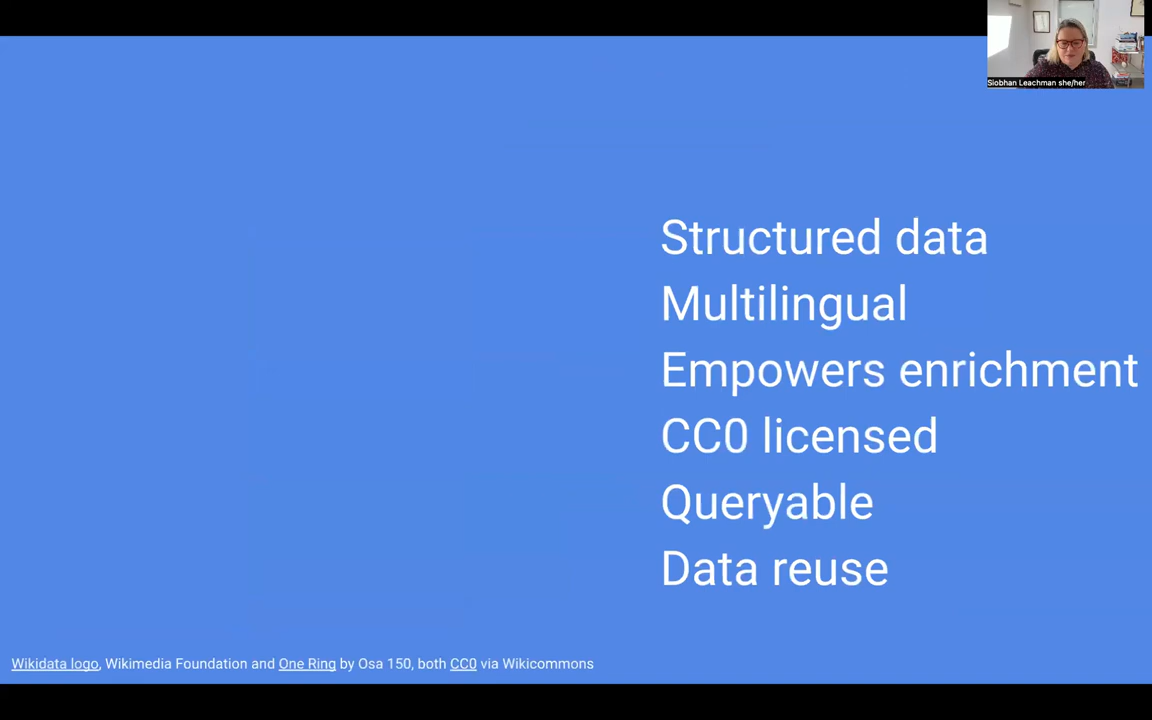 Siobhan Leachman she/her
Structured data
Multilingual
Empowers enrichment
CC0 licensed
Queryable
Data reuse
Wikidata logo, Wikimedia Foundation and One Ring by Osa 150, both CC0 via Wikicommons